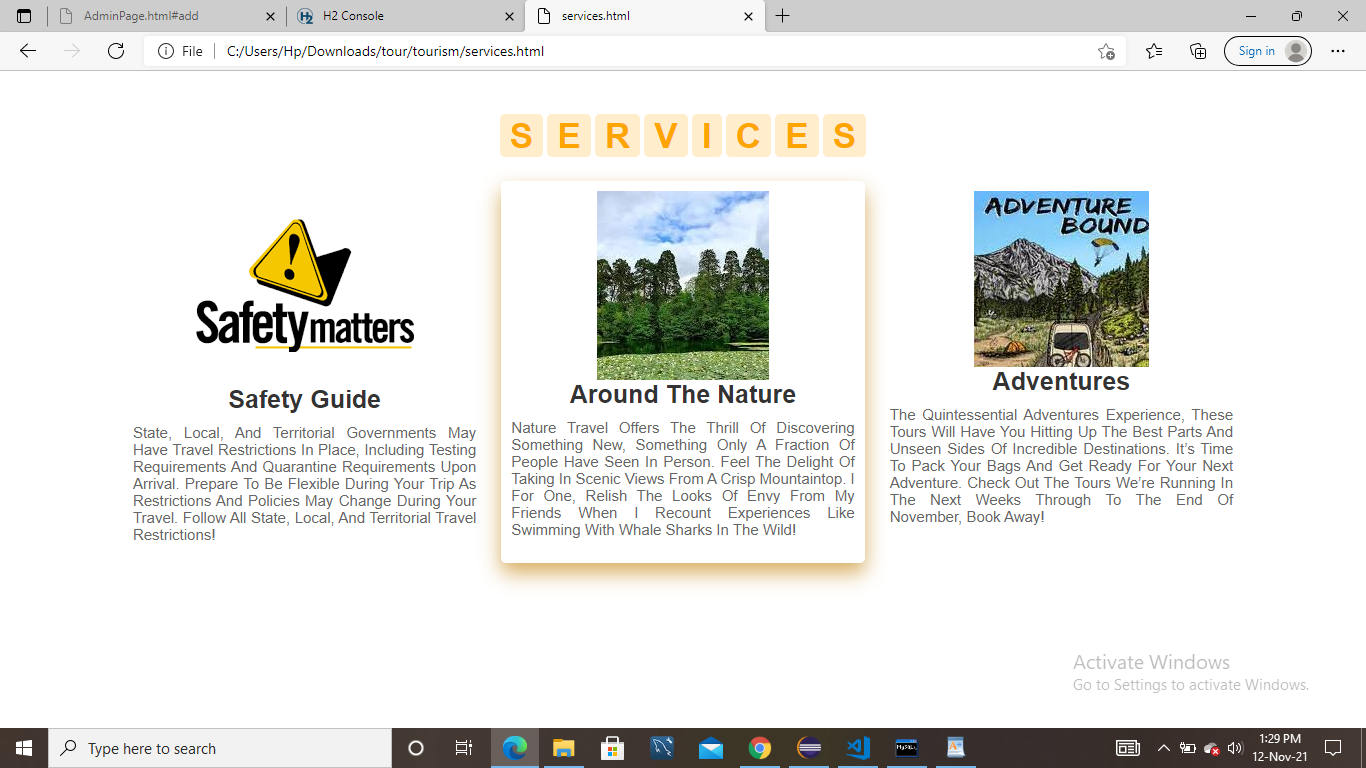 AdminPage.html#add
H2 Console
services.html
File
C:/Users/Hp/Downloads/tour/tourism/services.html
Sign in
SERVICES
Safety matters
Safety Guide
State, Local, And Territorial Governments May
Have Travel Restrictions In Place, Including Testing
Requirements And Quarantine Requirements Upon
Arrival. Prepare To Be Flexible During Your Trip As
Restrictions And Policies May Change During Your
Travel. Follow All State, Local, And Territorial Travel
Restrictions!
Around The Nature
Nature Travel Offers The Thrill Of Discovering
Something New, Something Only A Fraction Of
People Have Seen In Person. Feel The Delight Of
Taking In Scenic Views From A Crisp Mountaintop. I
For One, Relish The Looks Of Envy From My
Friends When I Recount Experiences Like
Swimming With Whale Sharks In The Wild!
ADVENTURE
BOUND
Adventures
The Quintessential Adventures Experience, These
Tours Will Have You Hitting Up The Best Parts And
Unseen Sides Of Incredible Destinations. It’s Time
To Pack Your Bags And Get Ready For Your Next
Adventure. Check Out The Tours We’re Running In
The Next Weeks Through To The End Of
November, Book Away!
Activate Windows
Go to Settings to activate Windows.
Type here to search
1:29 PM
12-Nov-21